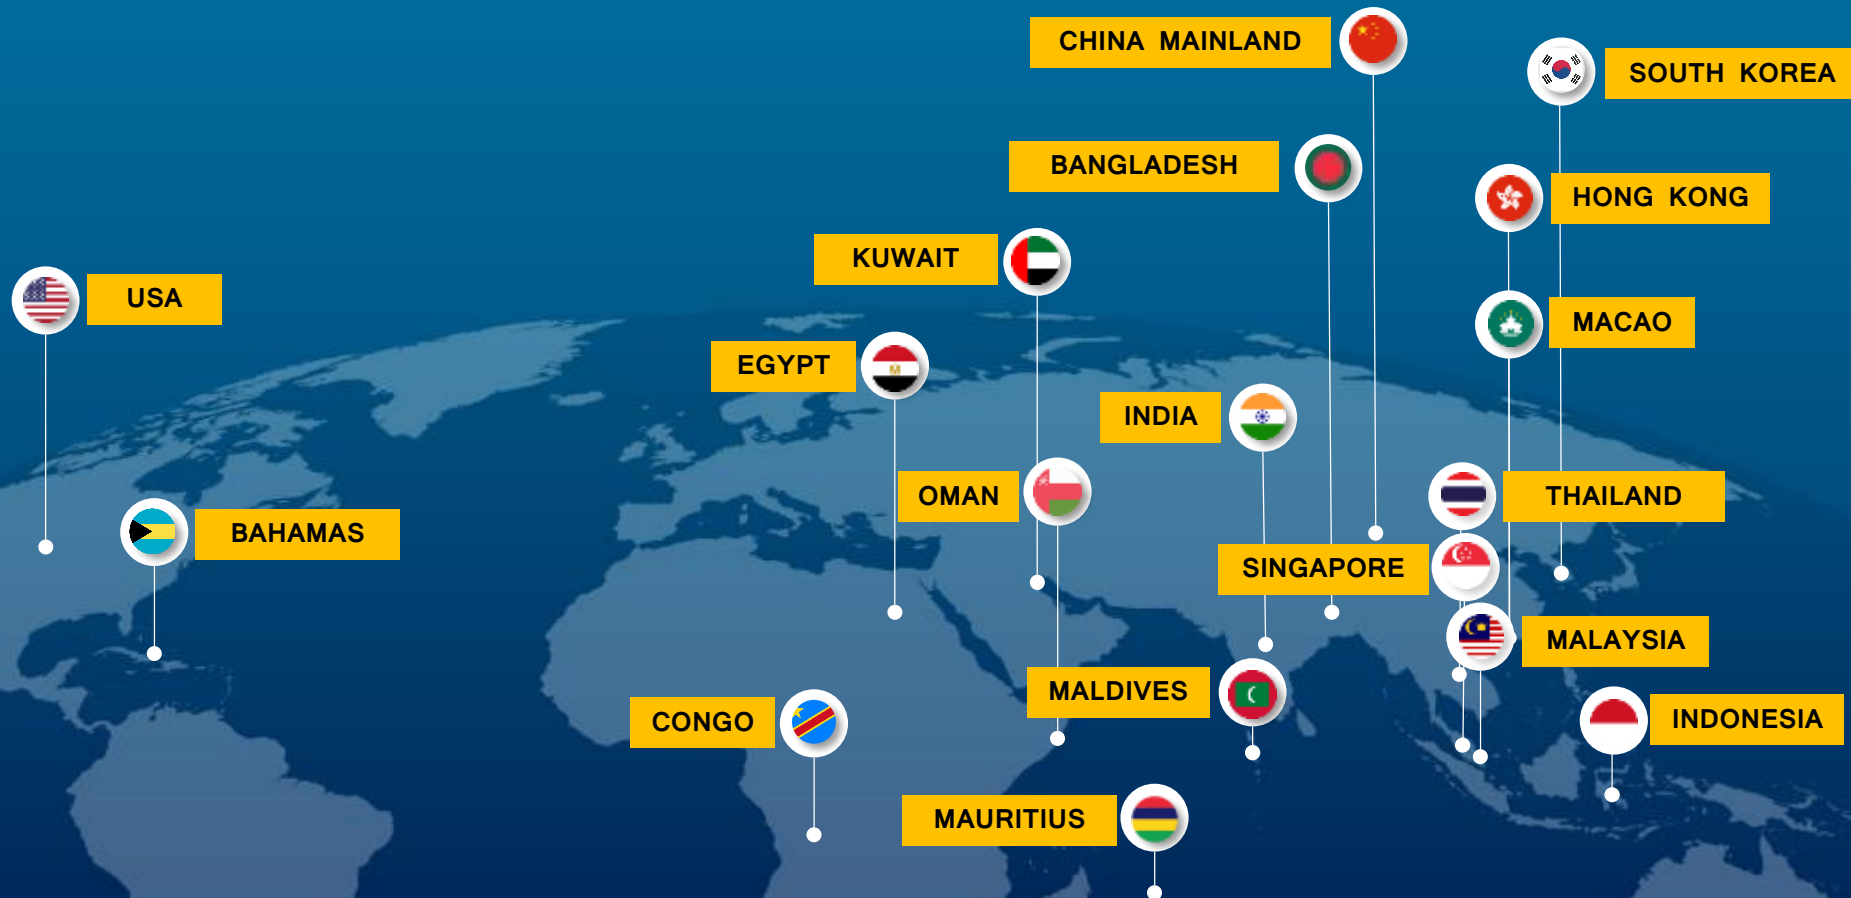 CHINA MAINLAND
SOUTH KOREA
BANGLADESH
HONG KONG
KUWAIT
USA
MACAO
EGYPT
INDIA
OMAN
THAILAND
BAHAMAS
SINGAPORE
MALAYSIA
MALDIVES
CONGO
INDONESIA
MAURITIUS